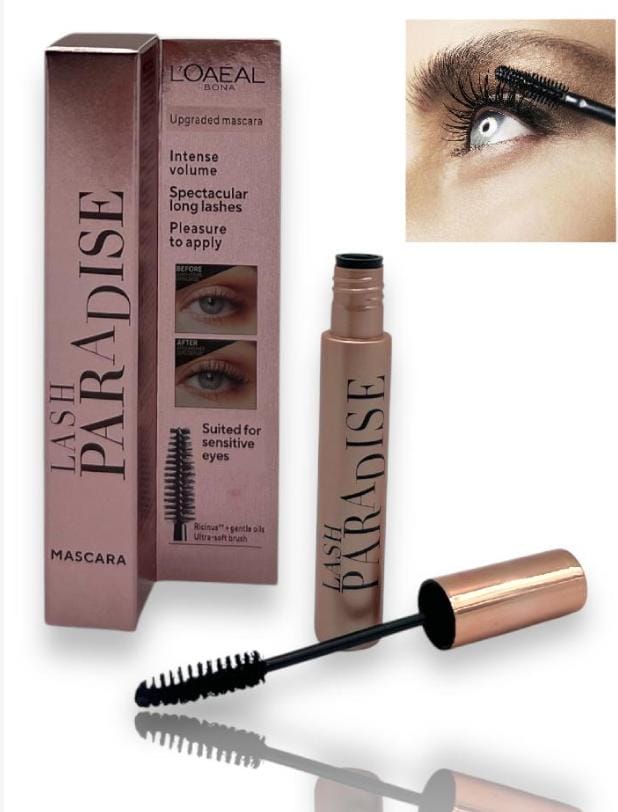 L'OAEAL
BONA
Upgraded mascara
Intense
volume
Spectacular
long lashes
Pleasure
to apply
BEFORE
AFTER
Suited for
sensitive
eyes
Ricinus++ + gentle oils
Ultra-soft brush
LASH
PARADISE
MASCARA
LASH
PARADISE